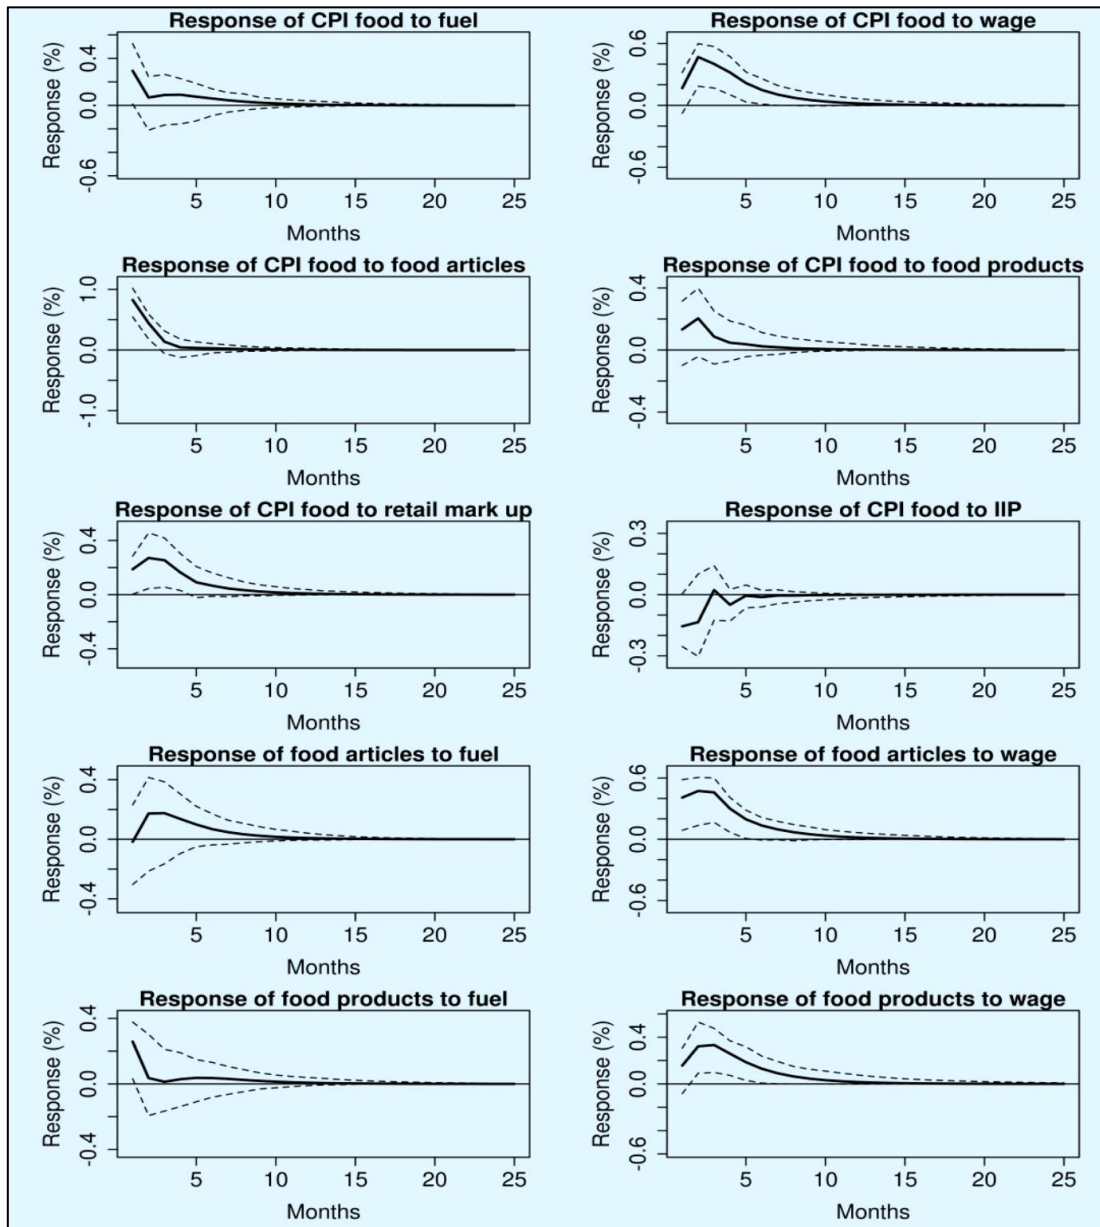 Response of CPI food to fuel
Response (%)
0.4
0.0
-0.6
5 10 15 20 25
Months
Response of CPI food to wage
Response (%)
0.6
0.0
-0.6
5 10 15 20 25
Months
Response of CPI food to food articles
Response (%)
1.0
0.0
-1.0
5 10 15 20 25
Months
Response of CPI food to food products
Response (%)
0.4
0.0
-0.4
5 10 15 20 25
Months
Response of CPI food to retail mark up
Response (%)
0.4
0.0
-0.4
5 10 15 20 25
Months
Response of CPI food to IIP
Response (%)
0.3
0.0
-0.3
5 10 15 20 25
Months
Response of food articles to fuel
Response (%)
0.4
0.0
-0.4
5 10 15 20 25
Months
Response of food articles to wage
Response (%)
0.6
0.0
-0.6
5 10 15 20 25
Months
Response of food products to fuel
Response (%)
0.4
0.0
-0.4
5 10 15 20 25
Months
Response of food products to wage
Response (%)
0.4
0.0
-0.6
5 10 15 20 25
Months